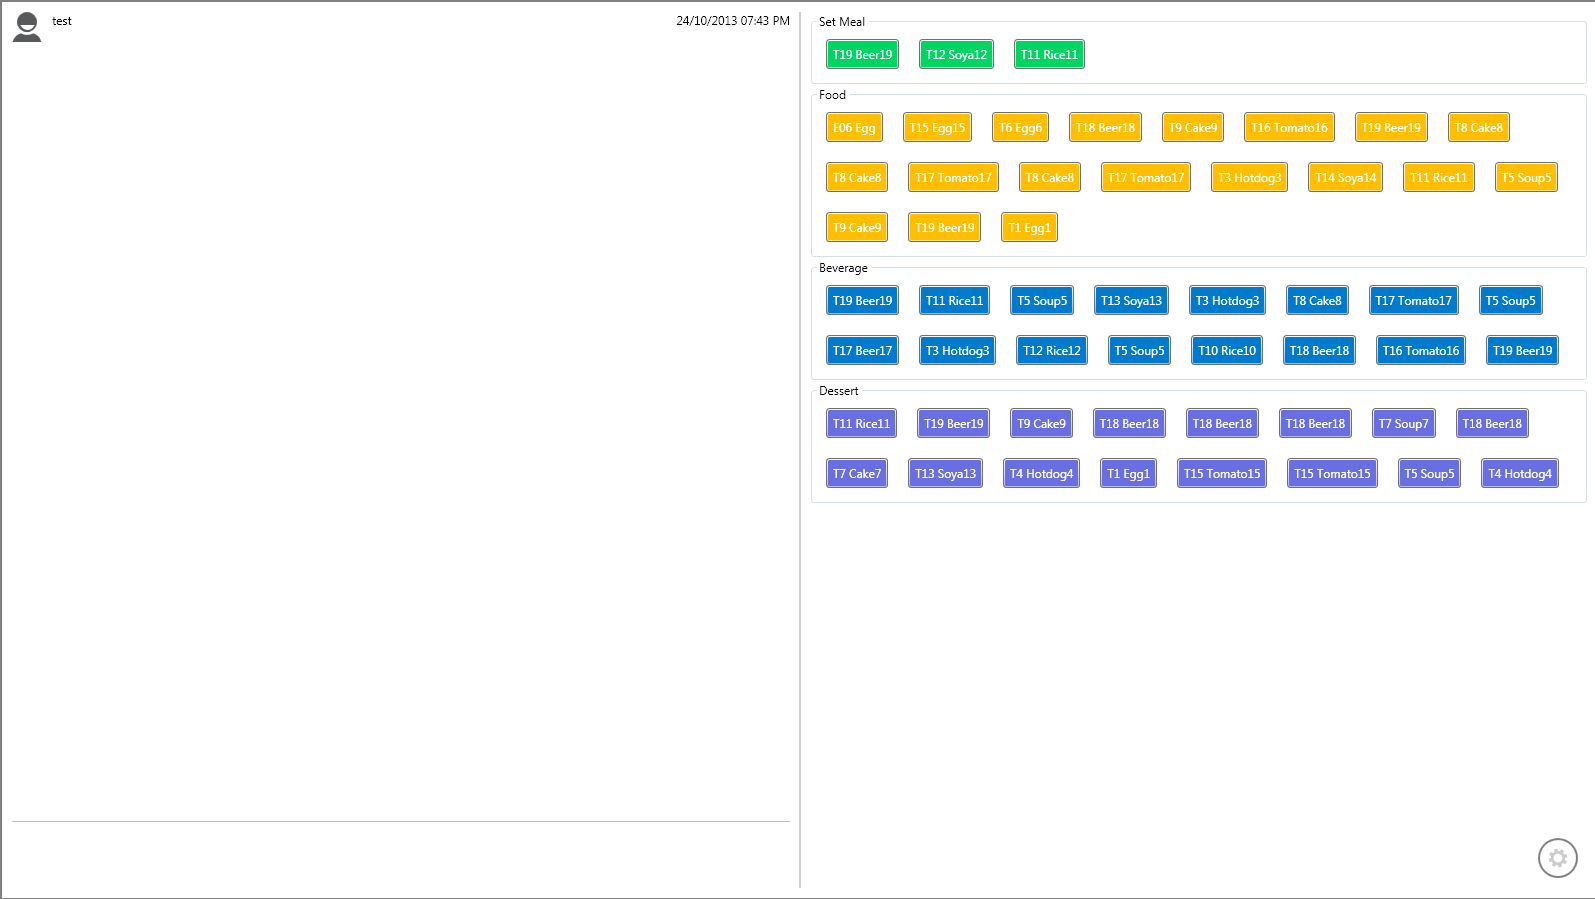 test 24/10/2013 07:43 PM
Set Meal
T19 Beer19 T12 Soya12 T11 Rice11
Food
E06 Egg T15 Egg15 T6 Egg6 T18 Beer18 T9 Cake9 T16 Tomato16 T19 Beer19 T8 Cake8
T8 Cake8 T17 Tomato17 T8 Cake8 T17 Tomato17 T3 Hotdog3 T14 Soya14 T11 Rice11 T5 Soup5
T9 Cake9 T19 Beer19 T1 Egg1
Beverage
T19 Beer19 T11 Rice11 T5 Soup5 T13 Soya13 T3 Hotdog3 T8 Cake8 T17 Tomato17 T5 Soup5
T17 Beer17 T3 Hotdog3 T12 Rice12 T5 Soup5 T10 Rice10 T18 Beer18 T16 Tomato16 T19 Beer19
Dessert
T11 Rice11 T19 Beer19 T9 Cake9 T18 Beer18 T18 Beer18 T18 Beer18 T7 Soup7 T18 Beer18
T7 Cake7 T13 Soya13 T4 Hotdog4 T1 Egg1 T15 Tomato15 T15 Tomato15 T5 Soup5 T4 Hotdog4